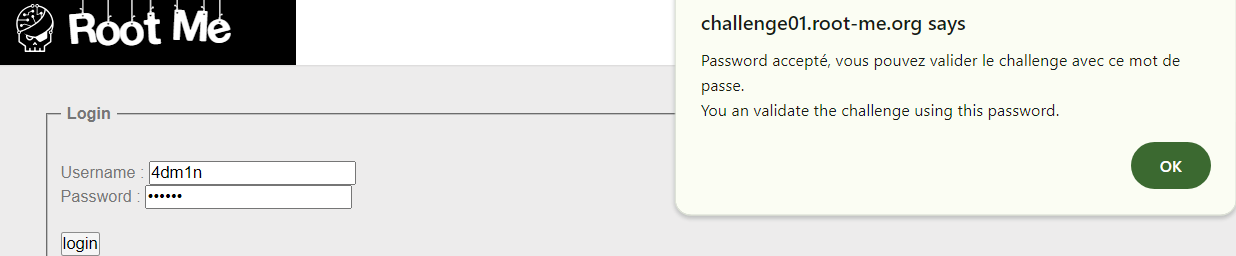 Root Me
challenge01.root-me.org says
Password accepté, vous pouvez valider le challenge avec ce mot de
passe.
You an validate the challenge using this password.
OK
Login
Username : 4dm1n
Password : ••••••
login